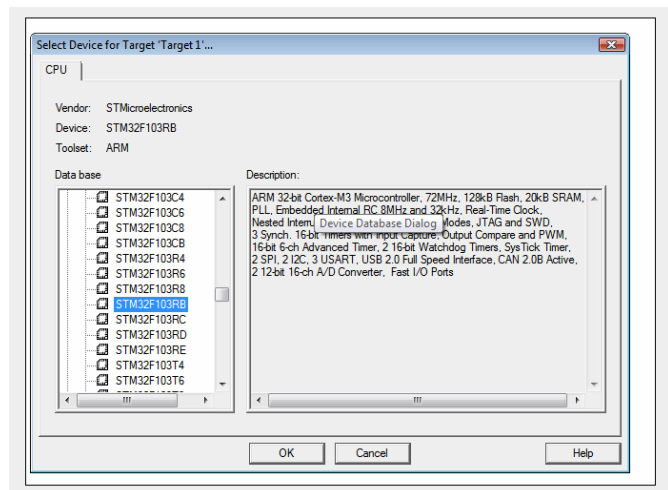 Select Device for Target 'Target 1'...
CPU
Vendor: STMicroelectronics
Device: STM32F103RB
Toolset: ARM
Data base
STM32F103C4
STM32F103C6
STM32F103C8
STM32F103CB
STM32F103R4
STM32F103R6
STM32F103R8
STM32F103RB
STM32F103RC
STM32F103RD
STM32F103RE
STM32F103T4
STM32F103T6
Description:
ARM 32-bit Cortex-M3 Microcontroller, 72MHz, 128kB Flash, 20kB SRAM,
PLL, Embedded Internal RC 8MHz and 32kHz, Real-Time Clock,
Nested Modes, JTAG and SWD,
Device Database Dialog
3 Synch. 16-bit Timers with Input Capture, Output Compare and PWM,
16-bit 6-ch Advanced Timer, 2 16-bit Watchdog Timers, SysTick Timer,
2 SPI, 2 I2C, 3 USART, USB 2.0 Full Speed Interface, CAN 2.0B Active,
2 12-bit 16-ch A/D Converter, Fast I/O Ports
OK Cancel Help